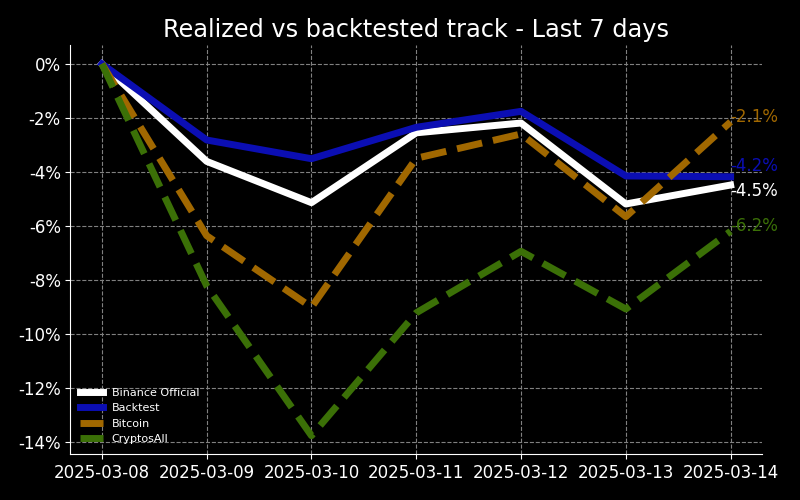 Realized vs backtested track - Last 7 days
0%
-2%
-4%
-6%
-8%
-10%
-12%
-14%
-2.1%
-4.2%
-4.5%
-6.2%
Binance Official
Backtest
Bitcoin
CryptosAll
2025-03-08 2025-03-09 2025-03-10 2025-03-11 2025-03-12 2025-03-13 2025-03-14